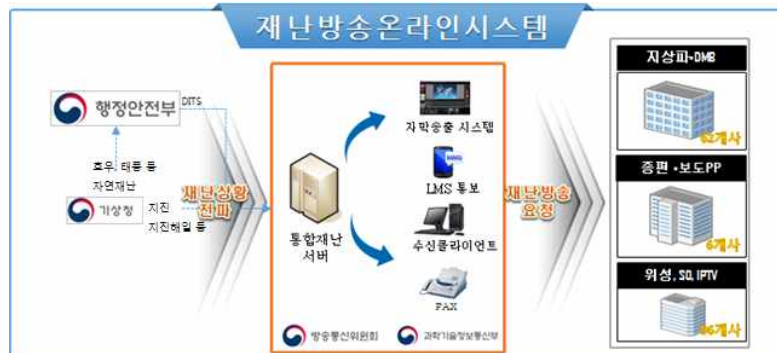 재난방송온라인시스템
행정안전부
DITS
호우, 태풍 등
자연재난
기상청
지진
지진해일 등
재난상황
전파
통합재난
서버
자막송출 시스템
LMS 통보
수신클라이언트
FAX
방송통신위원회
과학기술정보통신부
재난방송
요청
지상파·DMB
62개사
종편·보도PP
6개사
위성, SO, IPTV